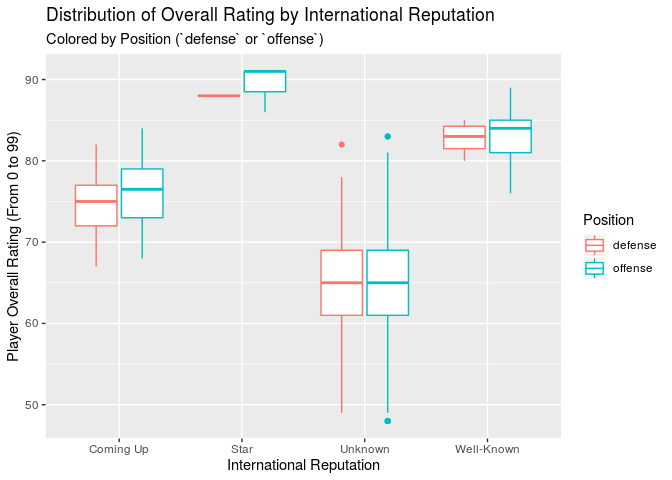 Distribution of Overall Rating by International Reputation
Colored by Position (`defense` or `offense`)
Player Overall Rating (From 0 to 99)
90
80
70
60
50
Coming Up Star Unknown Well-Known
International Reputation
Position
defense
offense